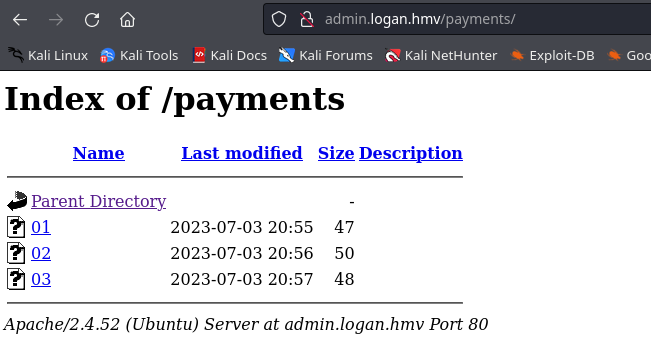 admin.logan.hmv/payments/
Kali Linux Kali Tools Kali Docs Kali Forums Kali NetHunter Exploit-DB Goo
Index of /payments
Name Last modified Size Description
Parent Directory -
01 2023-07-03 20:55 47
02 2023-07-03 20:56 50
03 2023-07-03 20:57 48
Apache/2.4.52 (Ubuntu) Server at admin.logan.hmv Port 80